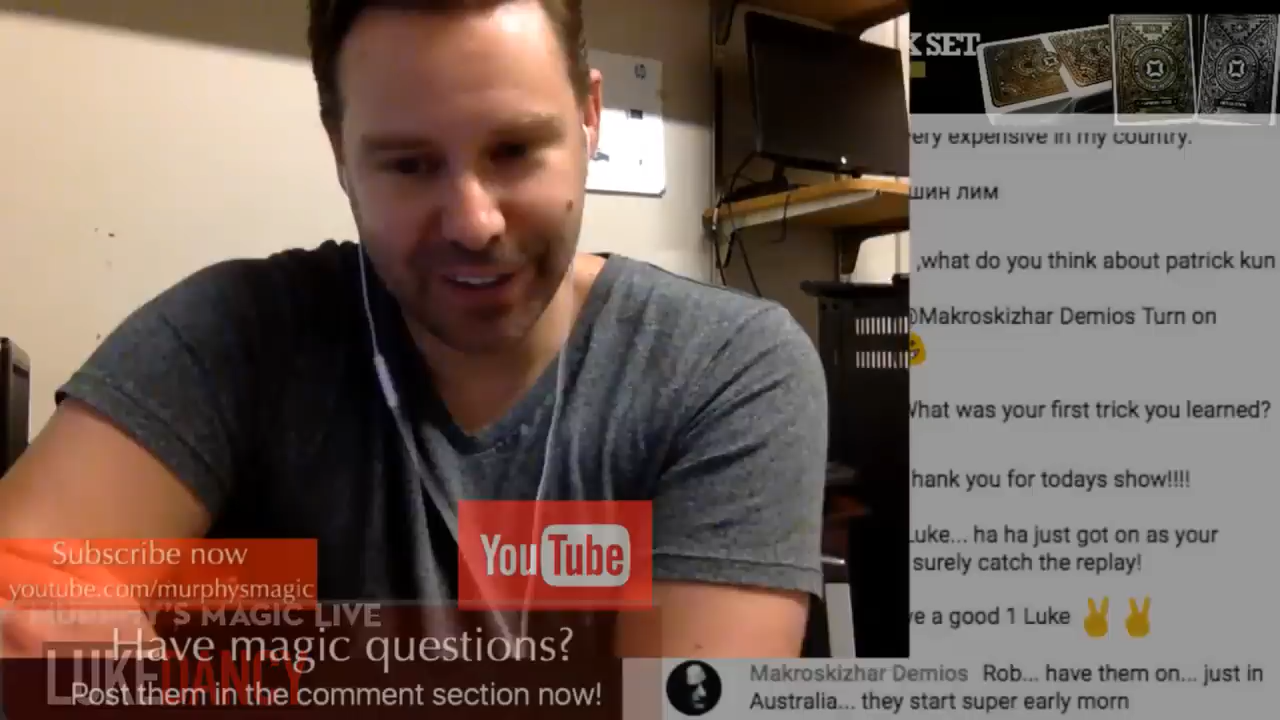 K SET
ery expensive in my country.
шин лим
,what do you think about patrick kun
@Makroskizhar Demios Turn on
What was your first trick you learned?
hank you for todays show!!!!
Luke... ha ha just got on as your
surely catch the replay!
ve a good 1 Luke
Makroskizhar Demios Rob... have them on... just in
Australia... they start super early morn
YouTube
Subscribe now
youtube.com/murphysmagic
MURPHY'S MAGIC LIVE
Have magic questions?
LUKE DANCY
Post them in the comment section now!
hp